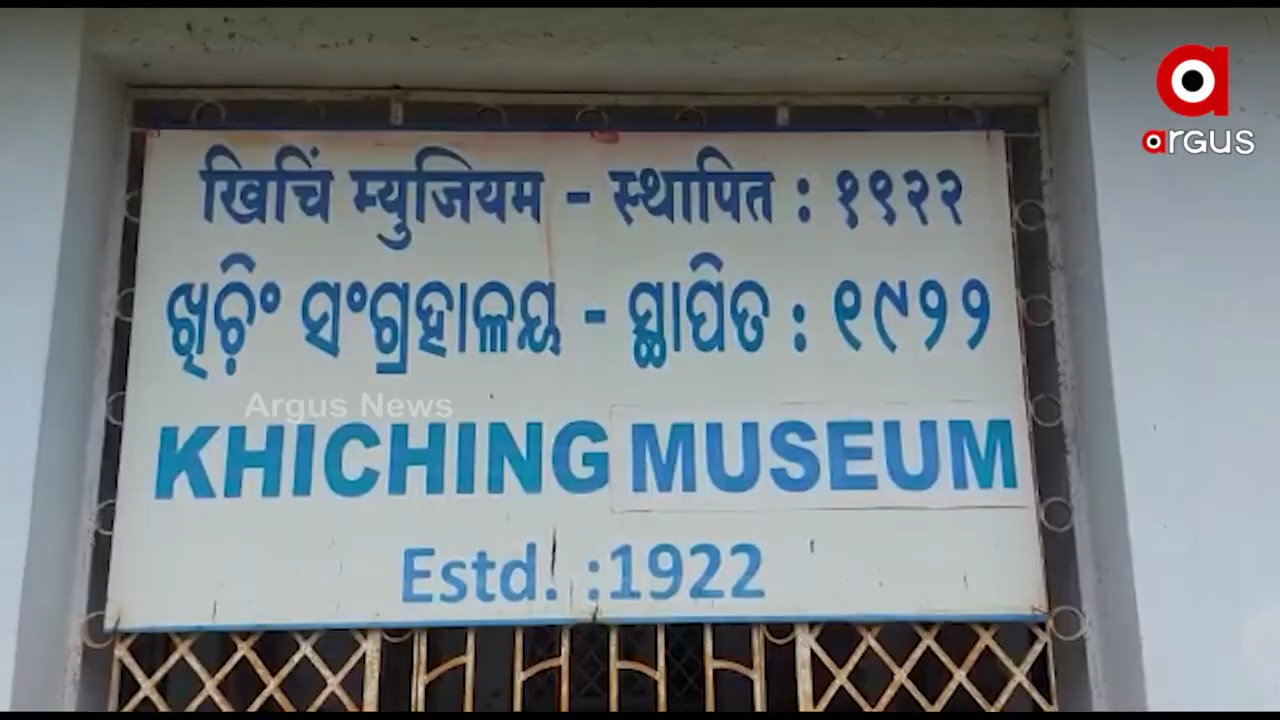 खिचिं म्युजियम - स्थापित : १९२२
ଖିଚିଂ ସଂଗ୍ରହାଳୟ - ସ୍ଥାପିତ : ୧୯୨୨
Argus News
KHICHING MUSEUM
Estd. :1922
argus